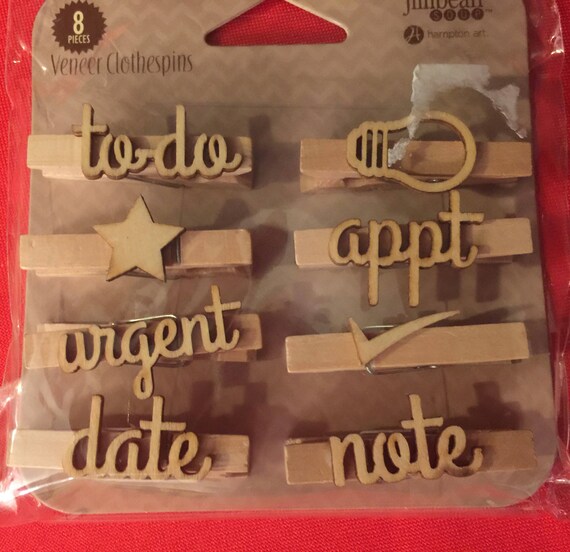 8
PIECES
Veneer Clothespins
jillibean
SOUP
hampton art
to-do
appt
urgent
date
note